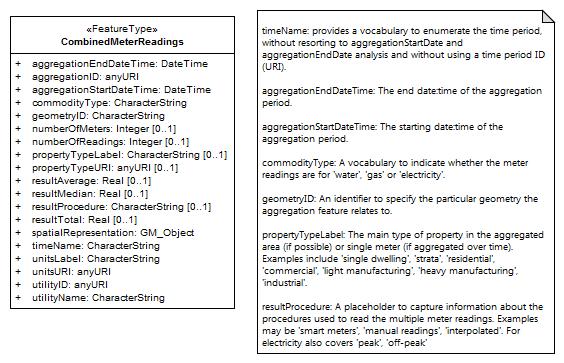 «FeatureType»
CombinedMeterReadings
+ aggregationEndDateTime: DateTime
+ aggregationID: anyURI
+ aggregationStartDateTime: DateTime
+ commodityType: CharacterString
+ geometryID: CharacterString
+ numberOfMeters: Integer [0..1]
+ numberOfReadings: Integer [0..1]
+ propertyTypeLabel: CharacterString [0..1]
+ propertyTypeURI: anyURI [0..1]
+ resultAverage: Real [0..1]
+ resultMedian: Real [0..1]
+ resultProcedure: CharacterString [0..1]
+ resultTotal: Real [0..1]
+ spatialRepresentation: GM_Object
+ timeName: CharacterString
+ unitsLabel: CharacterString
+ unitsURI: anyURI
+ utilityID: anyURI
+ utilityName: CharacterString
timeName: provides a vocabulary to enumerate the time period,
without resorting to aggregationStartDate and
aggregationEndDate analysis and without using a time period ID
(URI).
aggregationEndDateTime: The end date:time of the aggregation
period.
aggregationStartDateTime: The starting date:time of the
aggregation period.
commodityType: A vocabulary to indicate whether the meter
readings are for 'water', 'gas' or 'electricity'.
geometryID: An identifier to specify the particular geometry the
aggregation feature relates to.
propertyTypeLabel: The main type of property in the aggregated
area (if possible) or single meter (if aggregated over time).
Examples include 'single dwelling', 'strata', 'residential',
'commercial', 'light manufacturing', 'heavy manufacturing',
'industrial'.
resultProcedure: A placeholder to capture information about the
procedures used to read the multiple meter readings. Examples
may be 'smart meters', 'manual readings', 'interpolated'. For
electricity also covers 'peak', 'off-peak'